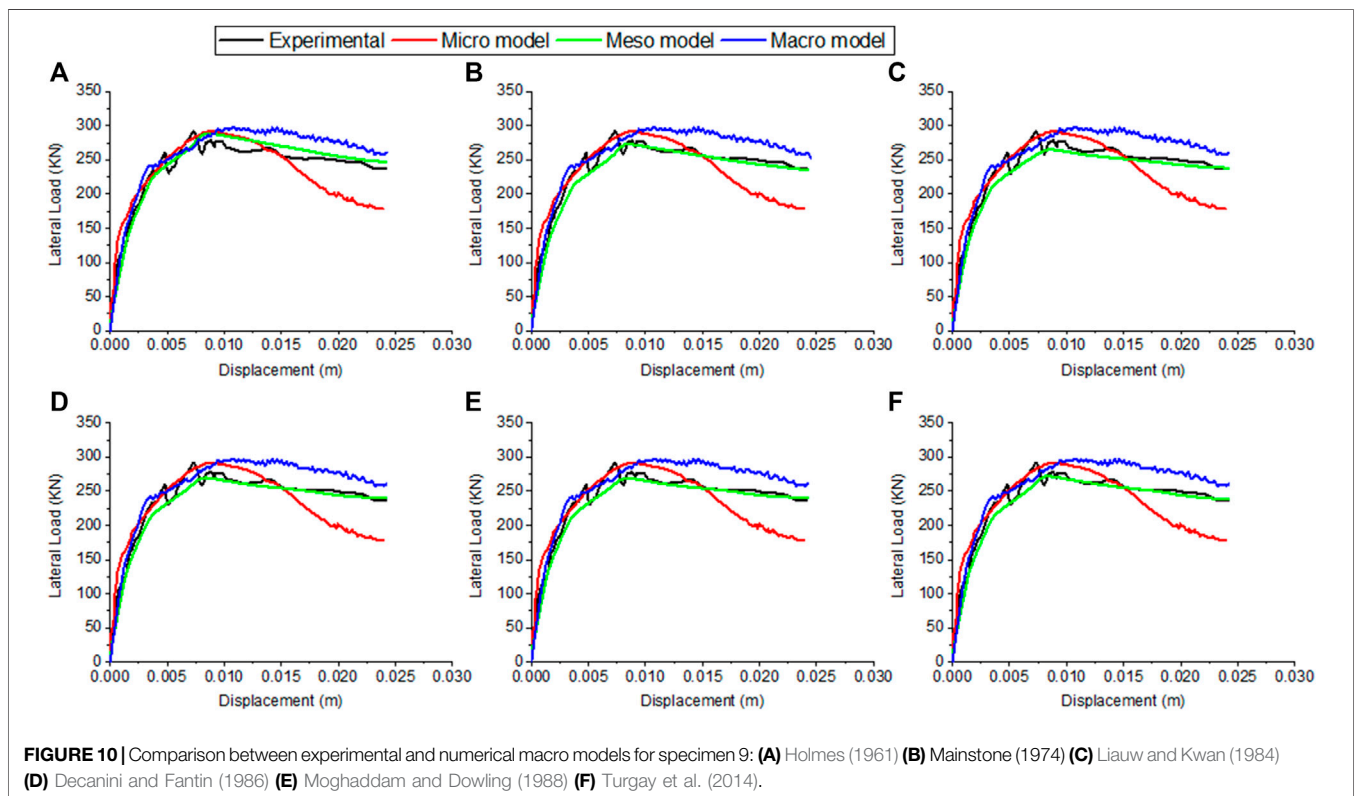 Experimental Micro model Meso model Macro model
A
B
C
350
300
250
200
150
100
50
0
Lateral Load (KN)
0.000 0.005 0.010 0.015 0.020 0.025 0.030
Displacement (m)
350
300
250
200
150
100
50
0
Lateral Load (KN)
0.000 0.005 0.010 0.015 0.020 0.025 0.030
Displacement (m)
350
300
250
200
150
100
50
0
Lateral Load (KN)
0.000 0.005 0.010 0.015 0.020 0.025 0.030
Displacement (m)
D
E
F
350
300
250
200
150
100
50
0
Lateral Load (KN)
0.000 0.005 0.010 0.015 0.020 0.025 0.030
Displacement (m)
350
300
250
200
150
100
50
0
Lateral Load (KN)
0.000 0.005 0.010 0.015 0.020 0.025 0.030
Displacement (m)
350
300
250
200
150
100
50
0
Lateral Load (KN)
0.000 0.005 0.010 0.015 0.020 0.025 0.030
Displacement (m)
FIGURE 10 | Comparison between experimental and numerical macro models for specimen 9: (A) Holmes (1961) (B) Mainstone (1974) (C) Liauw and Kwan (1984)
(D) Decanini and Fantin (1986) (E) Moghaddam and Dowling (1988) (F) Turgay et al. (2014).